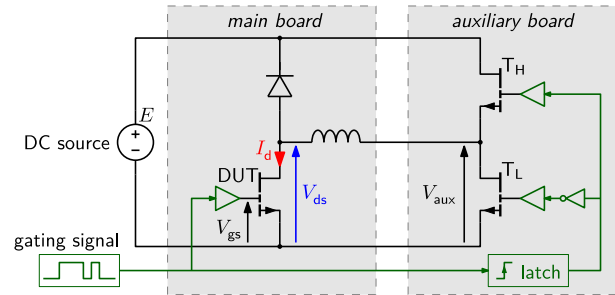 main board
auxiliary board
T_H
E
DC source
I_d
DUT
T_L
V_ds
V_aux
V_gs
gating signal
latch